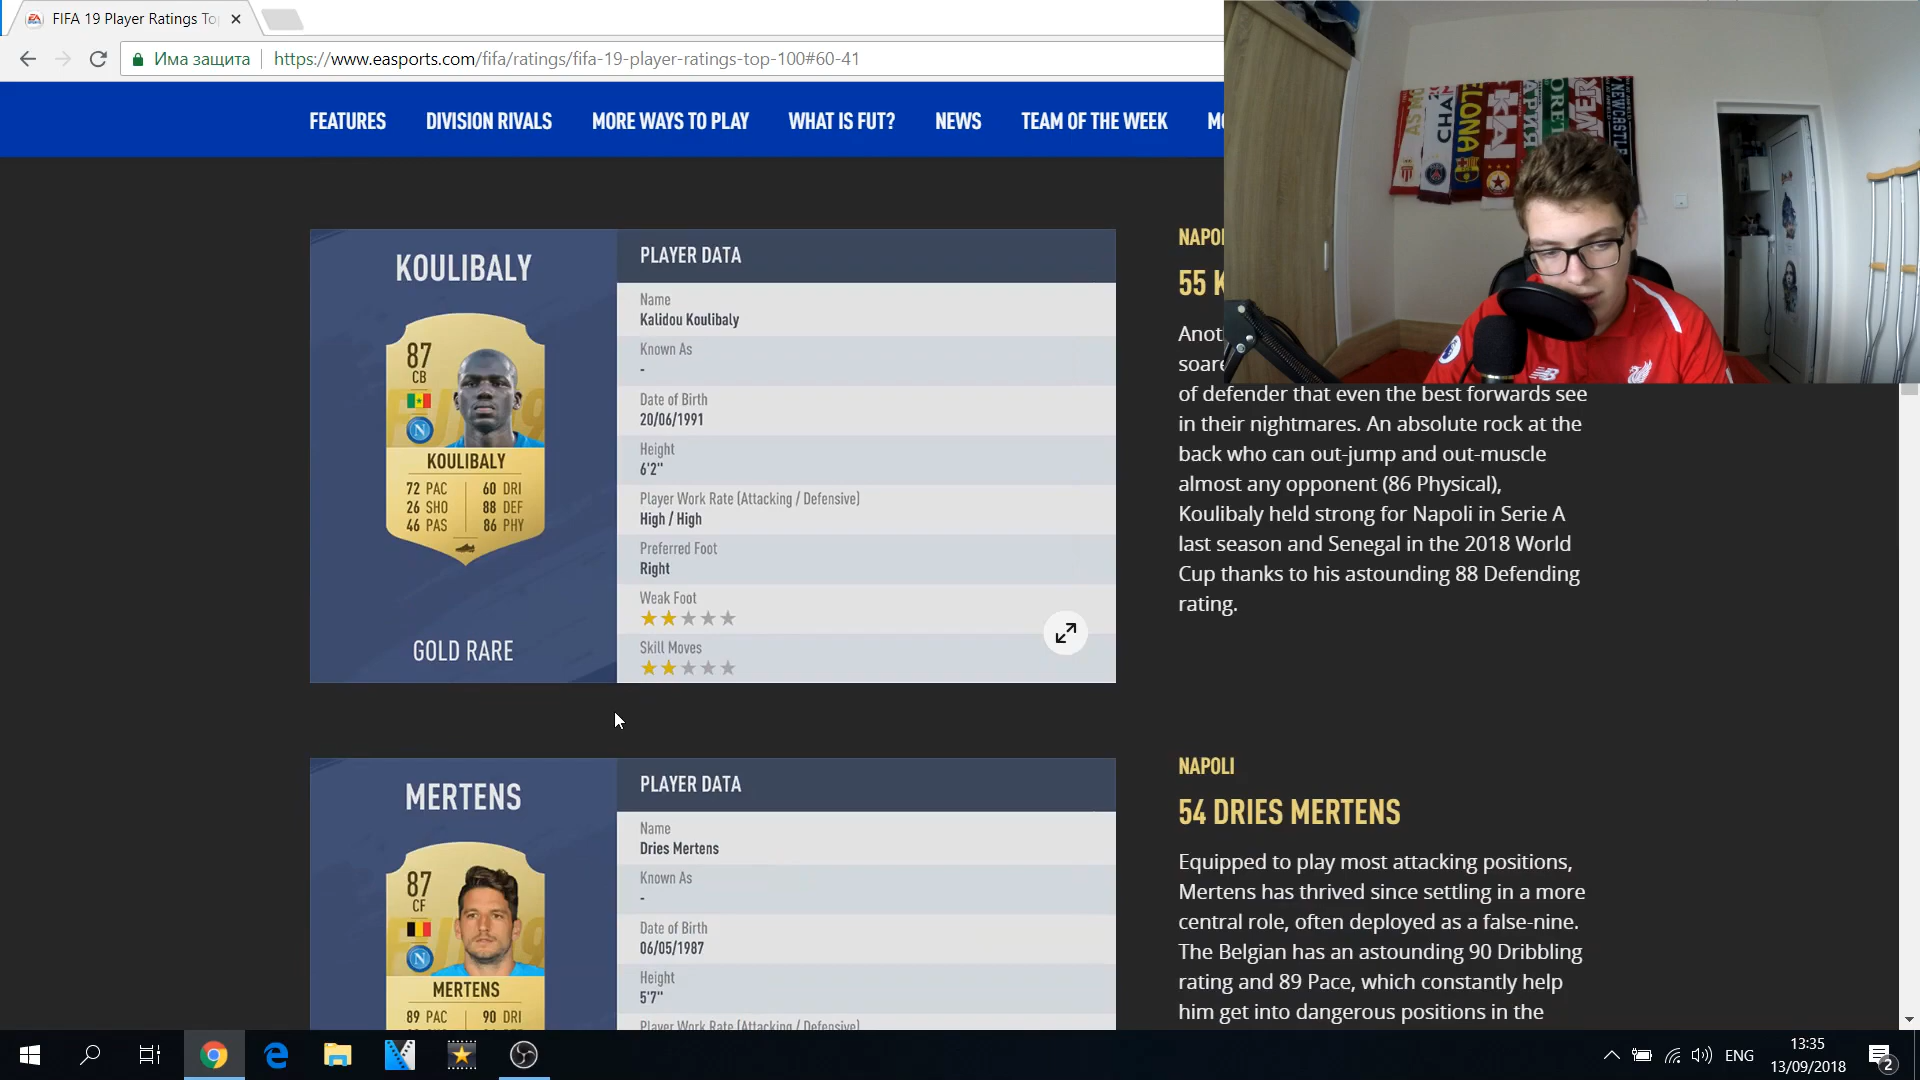 FIFA 19 Player Ratings To
Има защита
https://www.easports.com/fifa/ratings/fifa-19-player-ratings-top-100#60-41
FEATURES
DIVISION RIVALS
MORE WAYS TO PLAY
WHAT IS FUT?
NEWS
TEAM OF THE WEEK
KOULIBALY
87
CB
KOULIBALY
72 PAC 60 DRI
26 SHO 88 DEF
46 PAS 86 PHY
GOLD RARE
PLAYER DATA
Name
Kalidou Koulibaly
Known As
-
Date of Birth
20/06/1991
Height
6'2"
Player Work Rate (Attacking / Defensive)
High / High
Preferred Foot
Right
Weak Foot
Skill Moves
55 K
of defender that even the best forwards see
in their nightmares. An absolute rock at the
back who can out-jump and out-muscle
almost any opponent (86 Physical),
Koulibaly held strong for Napoli in Serie A
last season and Senegal in the 2018 World
Cup thanks to his astounding 88 Defending
rating.
PSG
NEWCASTLE
MERTENS
87
CF
MERTENS
89 PAC 90 DRI
PLAYER DATA
Name
Dries Mertens
Known As
-
Date of Birth
06/05/1987
Height
5'7"
Player Work Rate (Attacking / Defensive)
NAPOLI
54 DRIES MERTENS
Equipped to play most attacking positions,
Mertens has thrived since settling in a more
central role, often deployed as a false-nine.
The Belgian has an astounding 90 Dribbling
rating and 89 Pace, which constantly help
him get into dangerous positions in the
ENG
13:35
13/09/2018
2